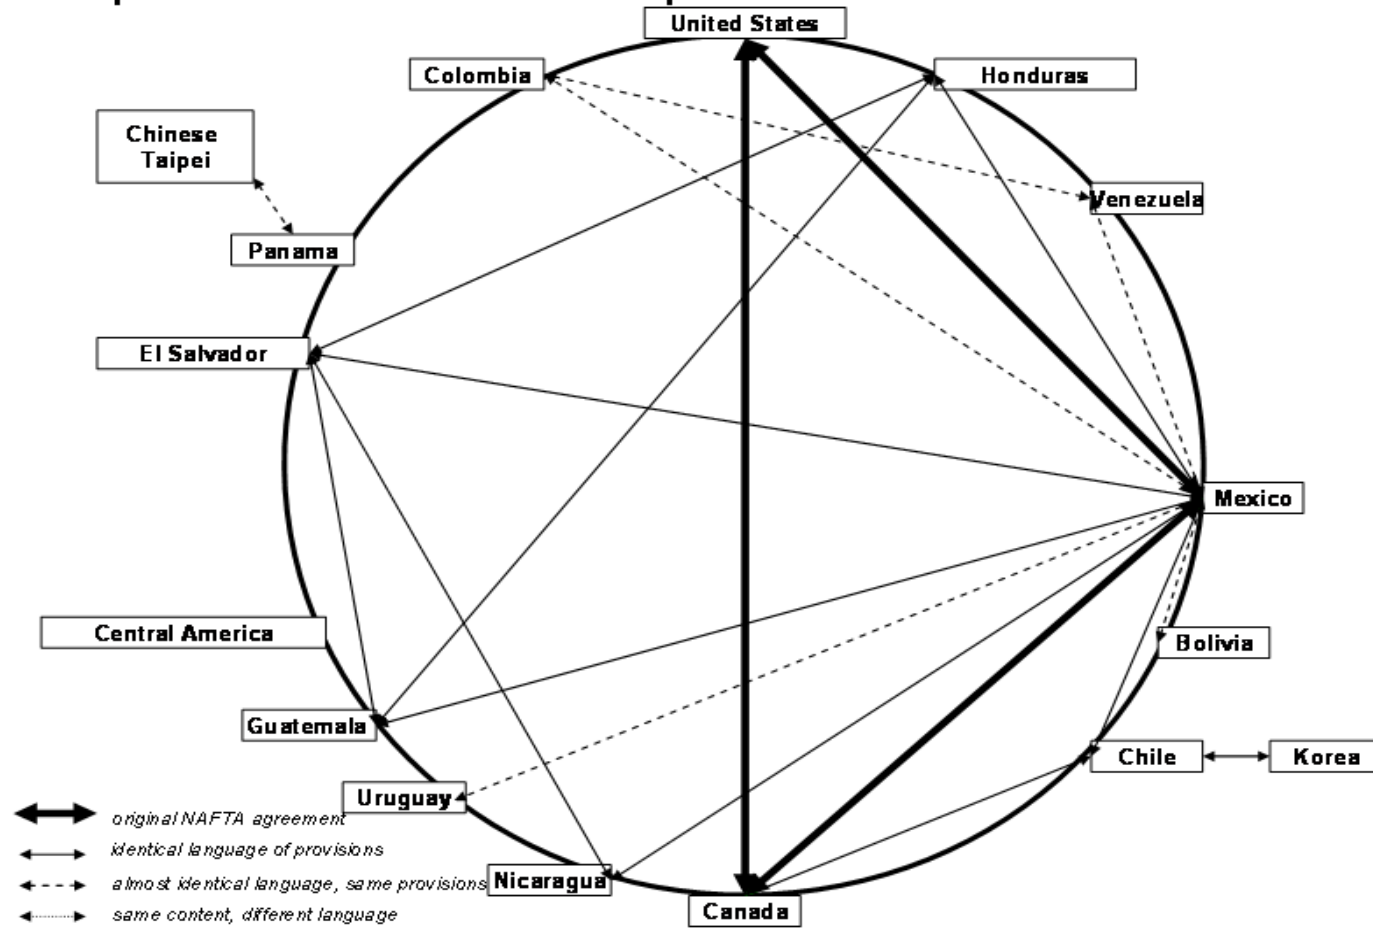 United States
Colombia
Honduras
Chinese
Taipei
Venezuela
Panama
El Salvador
Mexico
Central America
Bolivia
Guatemala
Chile
Korea
Uruguay
original NAFTA agreement
identical language of provisions
almost identical language, same provisions
Nicaragua
same content, different language
Canada